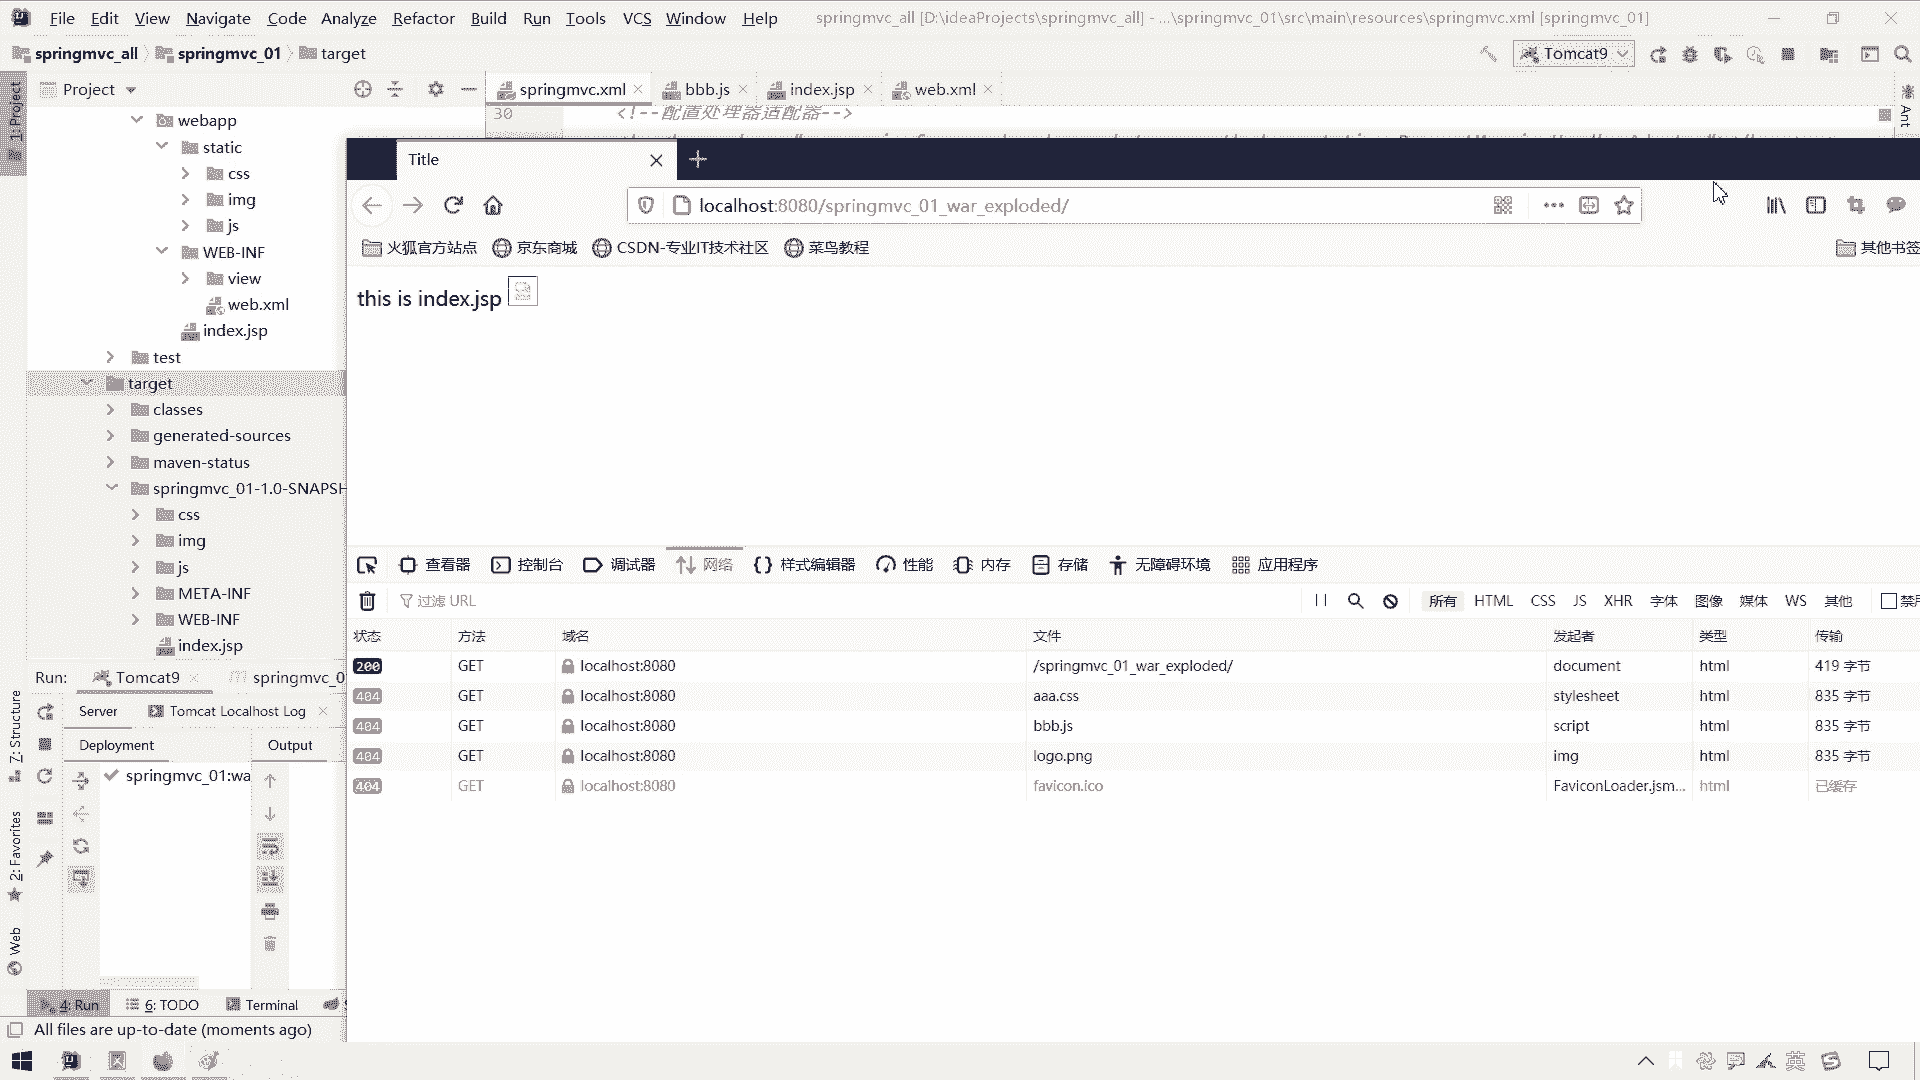 File Edit View Navigate Code Analyze Refactor Build Run Tools VCS Window Help springmvc_all [D:\ideaProjects\springmvc_all] - ...\springmvc_01\src\main\resources\springmvc.xml [springmvc_01]
springmvc_all springmvc_01 target Tomcat9
1: Project
Project
springmvc.xml bbb.js index.jsp web.xml
Ant
30 <!--配置处理器适配器-->
webapp
static
css
img
js
WEB-INF
view
web.xml
index.jsp
test
target
classes
generated-sources
maven-status
springmvc_01-1.0-SNAPSH
css
img
js
META-INF
WEB-INF
index.jsp
Title
localhost:8080/springmvc_01_war_exploded/
火狐官方站点 京东商城 CSDN-专业IT技术社区 菜鸟教程 其他书签
this is index.jsp
查看器 控制台 调试器 网络 样式编辑器 性能 内存 存储 无障碍环境 应用程序
过滤 URL 所有 HTML CSS JS XHR 字体 图像 媒体 WS 其他 禁用
状态 方法 域名 文件 发起者 类型 传输
200 GET localhost:8080 /springmvc_01_war_exploded/ document html 419 字节
404 GET localhost:8080 aaa.css stylesheet html 835 字节
404 GET localhost:8080 bbb.js script html 835 字节
404 GET localhost:8080 logo.png img html 835 字节
404 GET localhost:8080 favicon.ico FaviconLoader.jsm... html 已缓存
Run: Tomcat9 springmvc_0
Server Tomcat Localhost Log
Deployment Output
springmvc_01:wa
7: Structure
2: Favorites
Web
4: Run 6: TODO Terminal
All files are up-to-date (moments ago)
英